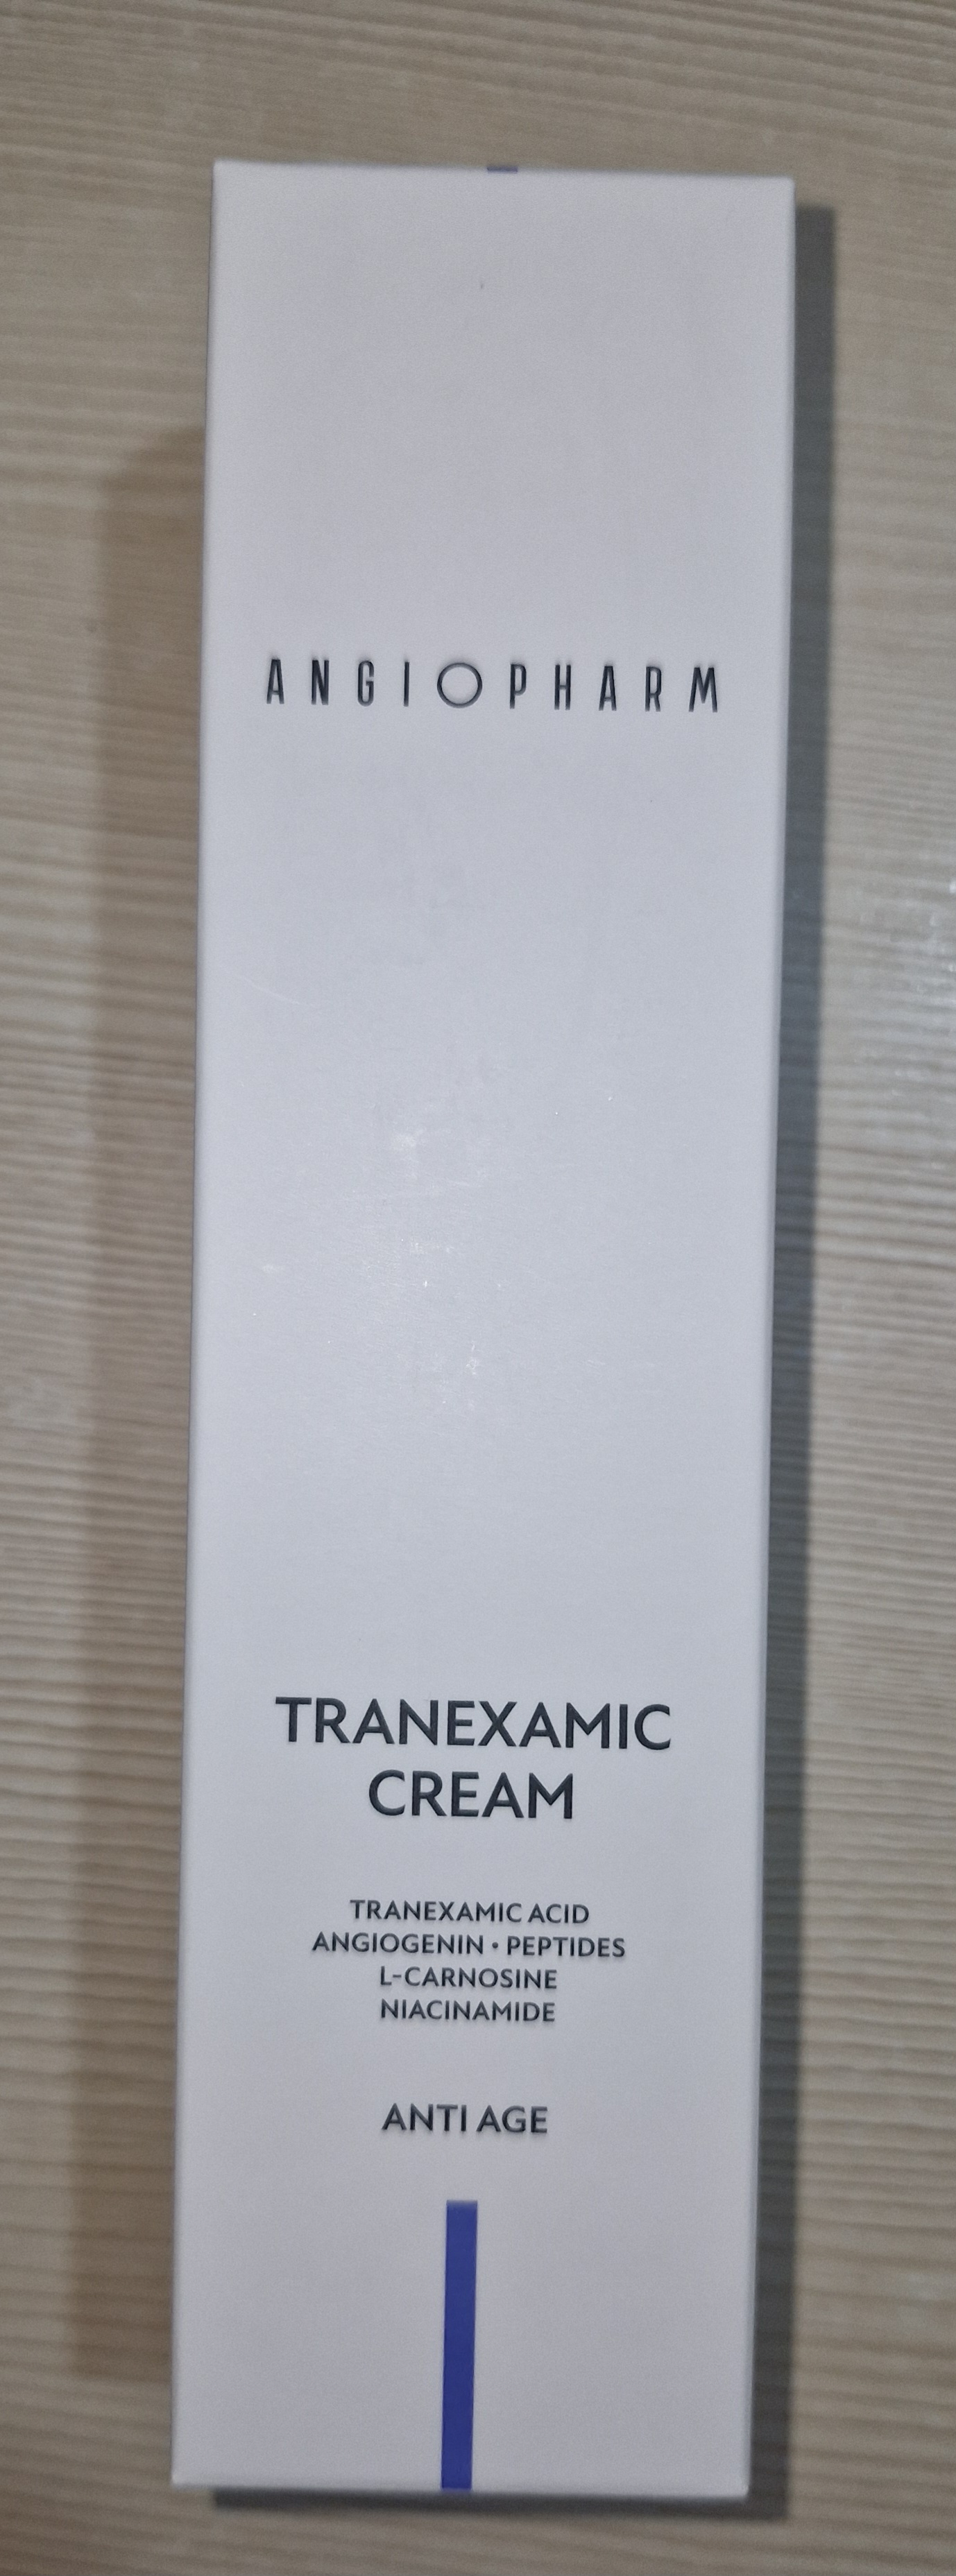 ANGIOPHARM
TRANEXAMIC
CREAM
TRANEXAMIC ACID
ANGIOGENIN • PEPTIDES
L-CARNOSINE
NIACINAMIDE
ANTI AGE